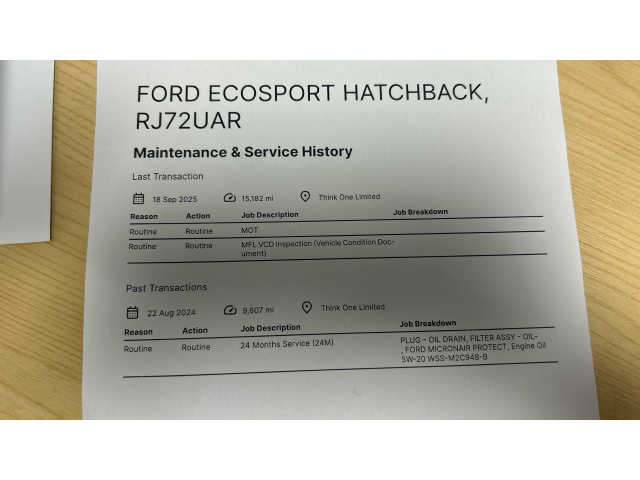 FORD ECOSPORT HATCHBACK,
RJ72UAR
Maintenance & Service History
Last Transaction
18 Sep 2025 15,182 mi Think One Limited
Reason Action Job Description Job Breakdown
Routine Routine MOT
Routine Routine MFL VCD Inspection (Vehicle Condition Doc-
ument)
Past Transactions
22 Aug 2024 9,607 mi Think One Limited
Reason Action Job Description Job Breakdown
Routine Routine 24 Months Service (24M) PLUG - OIL DRAIN, FILTER ASSY - OIL-
, FORD MICRONAIR PROTECT, Engine Oil
5W-20 WSS-M2C948-B